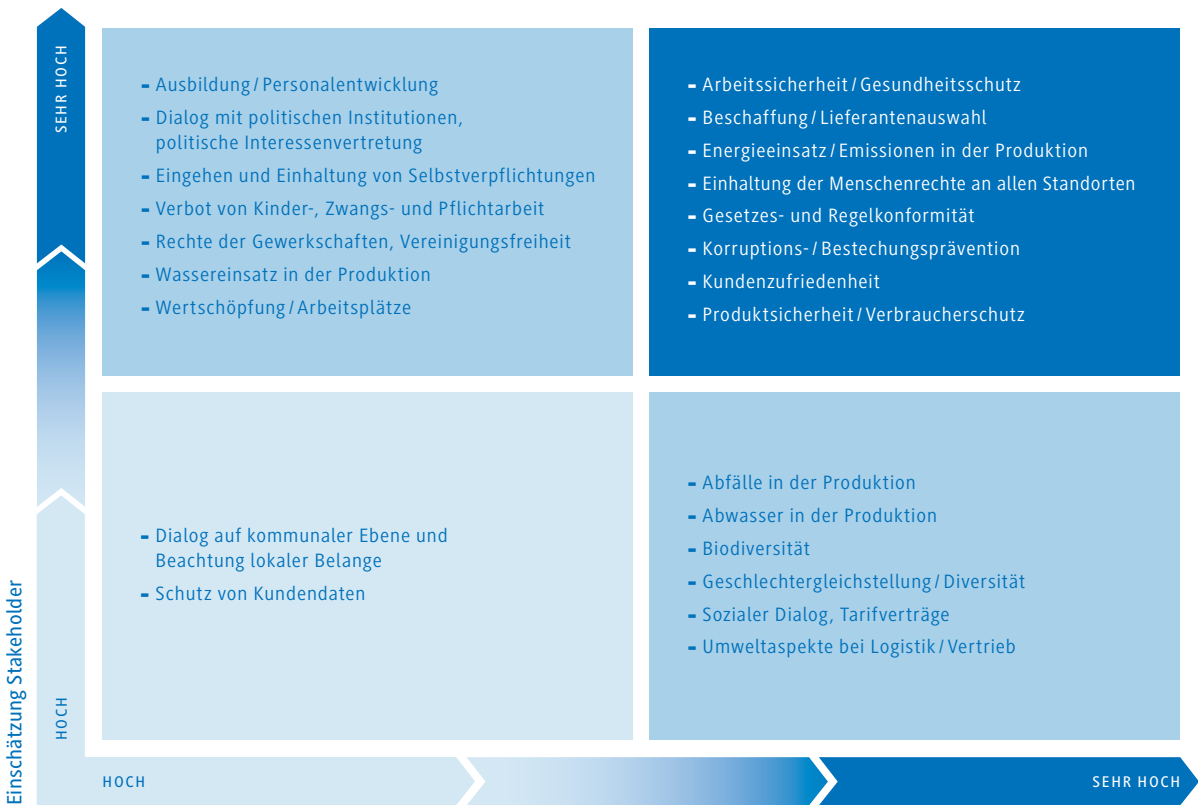 SEHR HOCH
- Ausbildung / Personalentwicklung
- Dialog mit politischen Institutionen,
politische Interessenvertretung
- Eingehen und Einhaltung von Selbstverpflichtungen
- Verbot von Kinder-, Zwangs- und Pflichtarbeit
- Rechte der Gewerkschaften, Vereinigungsfreiheit
- Wassereinsatz in der Produktion
- Wertschöpfung / Arbeitsplätze
- Arbeitssicherheit / Gesundheitsschutz
- Beschaffung / Lieferantenauswahl
- Energieeinsatz / Emissionen in der Produktion
- Einhaltung der Menschenrechte an allen Standorten
- Gesetzes- und Regelkonformität
- Korruptions- / Bestechungsprävention
- Kundenzufriedenheit
- Produktsicherheit / Verbraucherschutz
- Dialog auf kommunaler Ebene und
Beachtung lokaler Belange
- Schutz von Kundendaten
- Abfälle in der Produktion
- Abwasser in der Produktion
- Biodiversität
- Geschlechtergleichstellung / Diversität
- Sozialer Dialog, Tarifverträge
- Umweltaspekte bei Logistik / Vertrieb
Einschätzung Stakeholder
HOCH
HOCH
SEHR HOCH